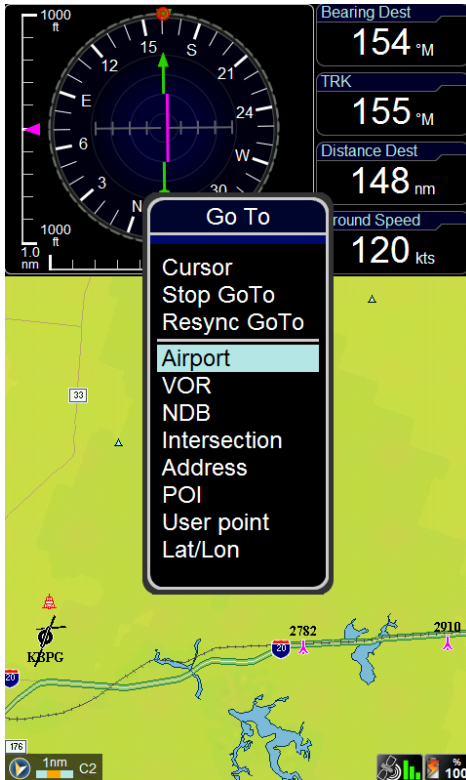 1000
ft
Bearing Dest
154 °M
TRK
155 °M
Distance Dest
148 nm
round Speed
120 kts
12
15
S
21
24
W
30
N
3
6
E
1000
ft
1.0
nm
Go To
Cursor
Stop GoTo
Resync GoTo
Airport
VOR
NDB
Intersection
Address
POI
User point
Lat/Lon
33
KBPG
2782
2910
20
20
176
1nm C2
%
100